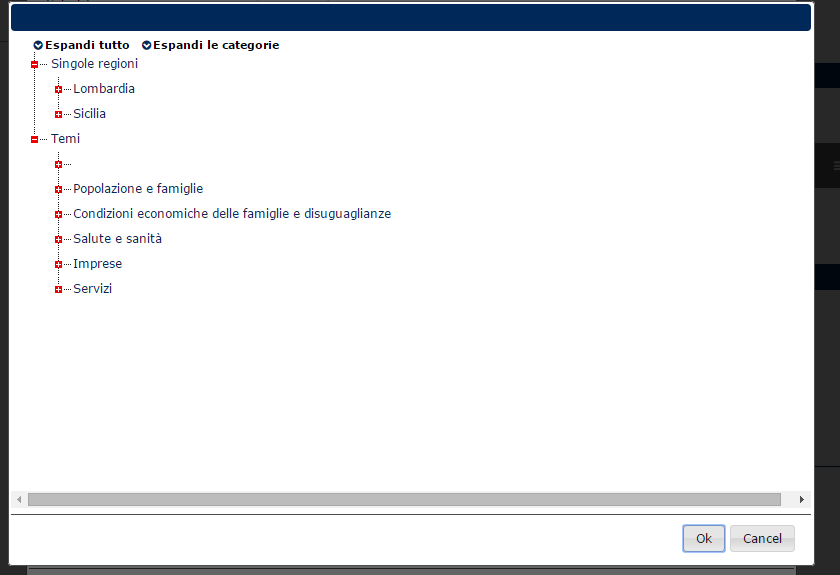 Espandi tutto Espandi le categorie
Singole regioni
Lombardia
Sicilia
Temi
Popolazione e famiglie
Condizioni economiche delle famiglie e disuguaglianze
Salute e sanità
Imprese
Servizi
Ok Cancel